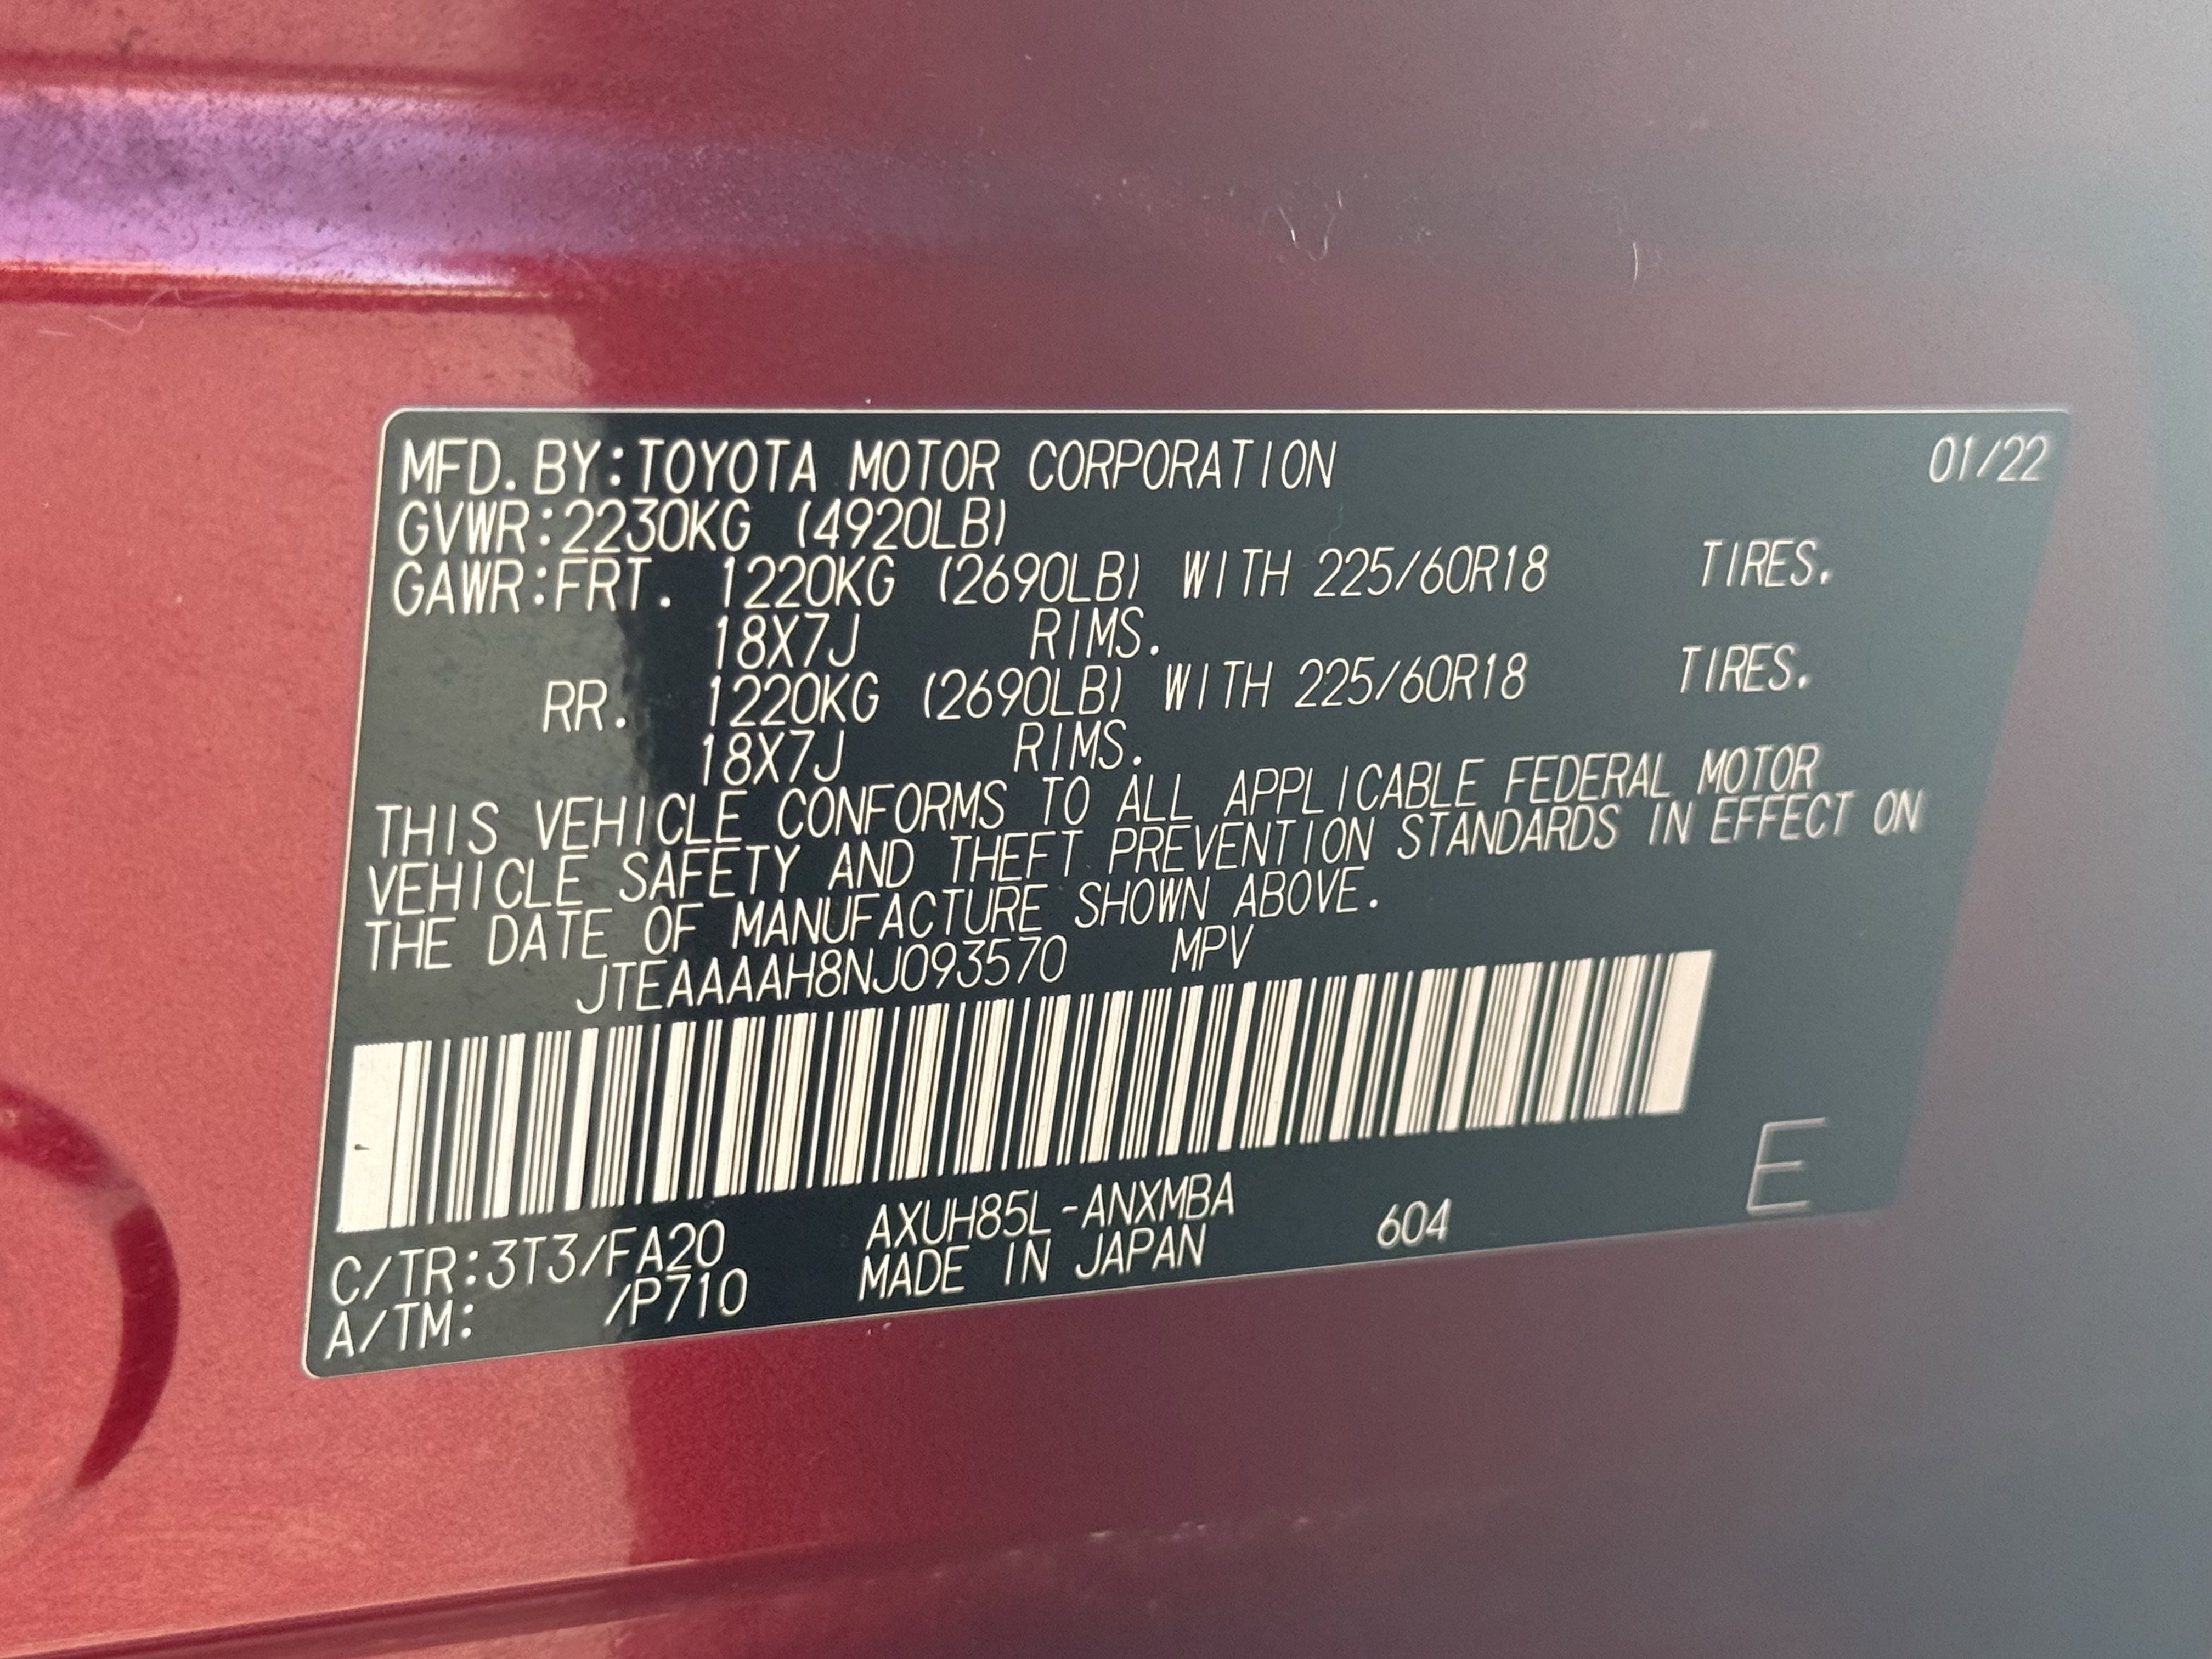 MFD. BY:TOYOTA MOTOR CORPORATION 01/22
GVWR:2230KG (4920LB)
GAWR:FRT. 1220KG (2690LB) WITH 225/60R18 TIRES.
18X7J RIMS.
RR. 1220KG (2690LB) WITH 225/60R18 TIRES.
18X7J RIMS.
THIS VEHICLE CONFORMS TO ALL APPLICABLE FEDERAL MOTOR
VEHICLE SAFETY AND THEFT PREVENTION STANDARDS IN EFFECT ON
THE DATE OF MANUFACTURE SHOWN ABOVE.
JTEAAAAH8NJ093570 MPV
C/TR:3T3/FA20 AXUH85L-ANXMBA 604 E
A/TM: /P710 MADE IN JAPAN